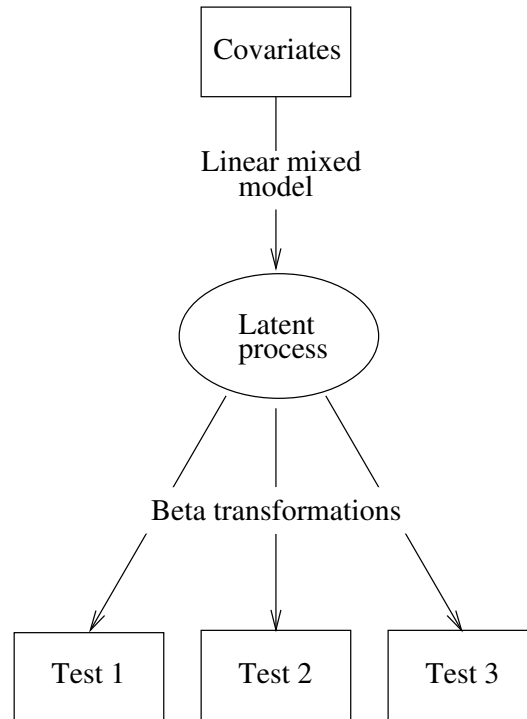 Covariates
Linear mixed
model
Latent
process
Beta transformations
Test 1
Test 2
Test 3